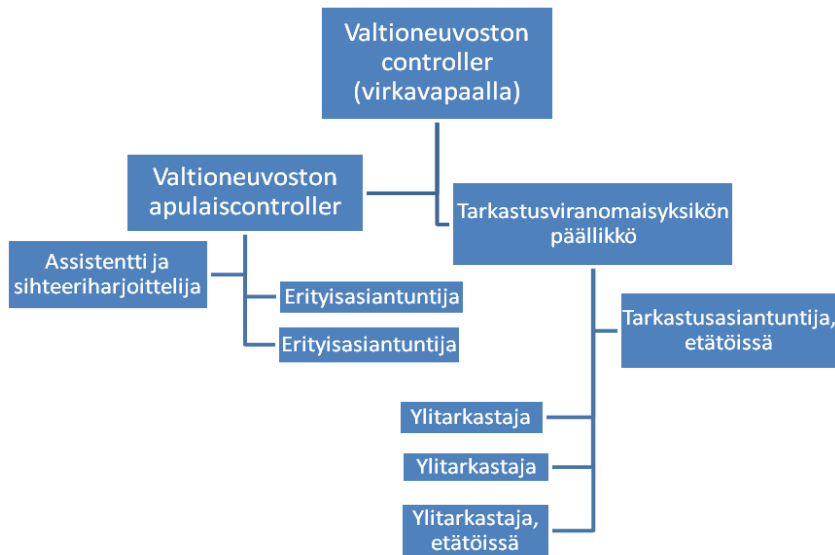 Valtioneuvoston
controller
(virkavapaalla)
Valtioneuvoston
apulaiscontroller
Tarkastusviranomaisyksikön
päällikkö
Assistentti ja
sihteeriharjoittelija
Erityisasiantuntija
Erityisasiantuntija
Tarkastusasiantuntija,
etätöissä
Ylitarkastaja
Ylitarkastaja
Ylitarkastaja,
etätöissä